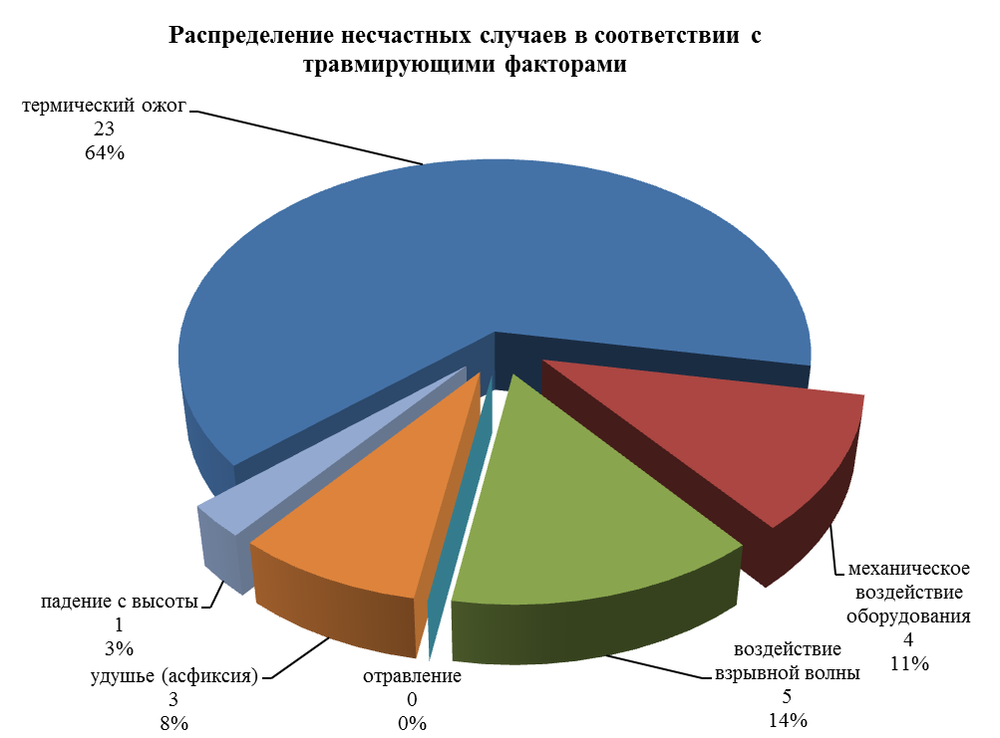 Распределение несчастных случаев в соответствии с
травмирующими факторами
термический ожог
23
64%
механическое
воздействие
оборудования
4
11%
воздействие
взрывной волны
5
14%
отравление
0
0%
удушье (асфиксия)
3
8%
падение с высоты
1
3%